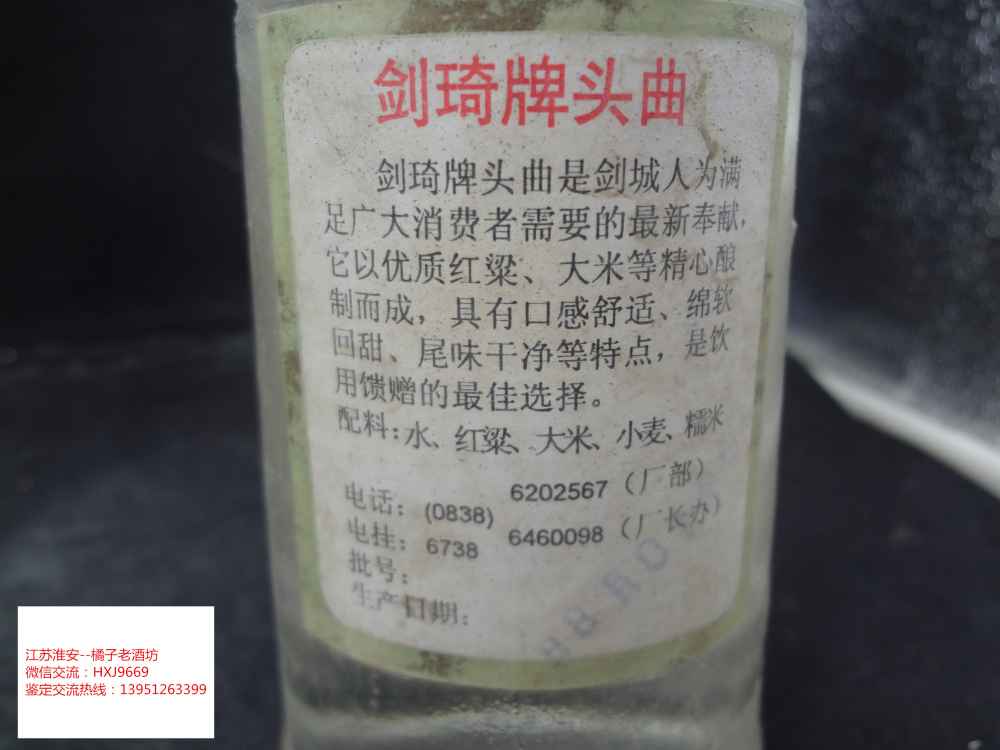 剑琦牌头曲
剑琦牌头曲是剑城人为满
足广大消费者需要的最新奉献，
它以优质红粱、大米等精心酿
制而成，具有口感舒适、绵软
回甜、尾味干净等特点，是饮
用馈赠的最佳选择。
配料：水、红粱、大米、小麦、糯米
电话：(0838) 6202567（厂部）
6460098（厂长办）
电挂：6738
批号：
生产日期：
江苏淮安--橘子老酒坊
微信交流：HXJ9669
鉴定交流热线：13951263399